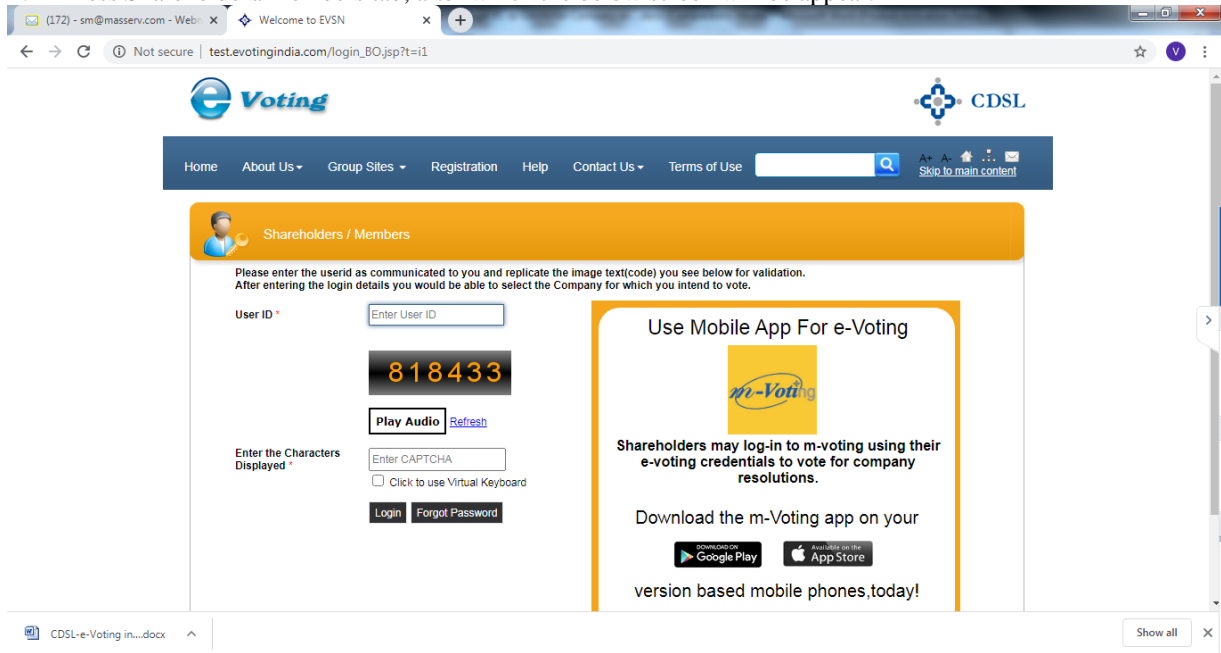 (172) - sm@masserv.com - Web
Welcome to EVSN
Not secure | test.evotingindia.com/login_BO.jsp?t=i1
V
e Voting
CDSL
Home About Us Group Sites Registration Help Contact Us Terms of Use
A+ A-
Skip to main content
Shareholders / Members
Please enter the userid as communicated to you and replicate the image text(code) you see below for validation.
After entering the login details you would be able to select the Company for which you intend to vote.
User ID *
Enter User ID
818433
Play Audio Refresh
Enter the Characters
Displayed *
Enter CAPTCHA
Click to use Virtual Keyboard
Login Forgot Password
Use Mobile App For e-Voting
m-Voting
Shareholders may log-in to m-voting using their
e-voting credentials to vote for company
resolutions.
Download the m-Voting app on your
DOWNLOAD ON
Google Play
Available on the
App Store
version based mobile phones,today!
CDSL-e-Voting in....docx
Show all